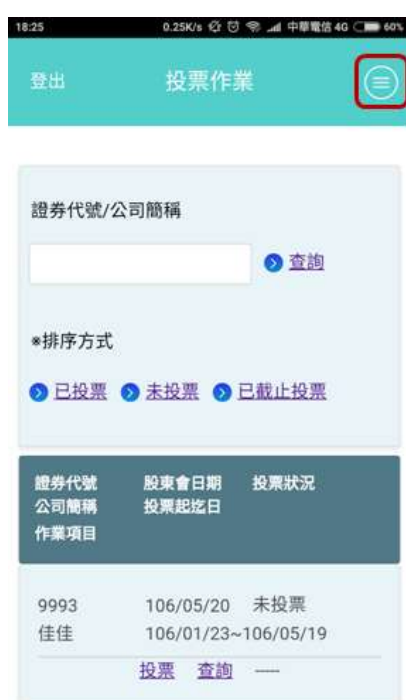 18:25 0.25K/s 中華電信 4G 60%
登出 投票作業
證券代號/公司簡稱
查詢
*排序方式
已投票 未投票 已截止投票
證券代號 股東會日期 投票狀況
公司簡稱 投票起迄日
作業項目
9993 106/05/20 未投票
佳佳 106/01/23~106/05/19
投票 查詢 ----